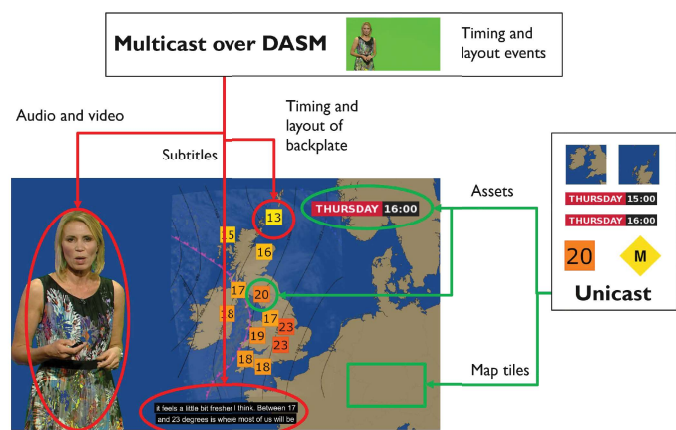 Multicast over DASM
Timing and
layout events
Audio and video
Subtitles
Timing and
layout of
backplate
Assets
THURSDAY 15:00
THURSDAY 16:00
20
M
Unicast
Map tiles
THURSDAY 16:00
13
15
16
17
20
18
17
23
19
23
18
18
it feels a little bit fresher I think. Between 17
and 23 degrees is where most of us will be